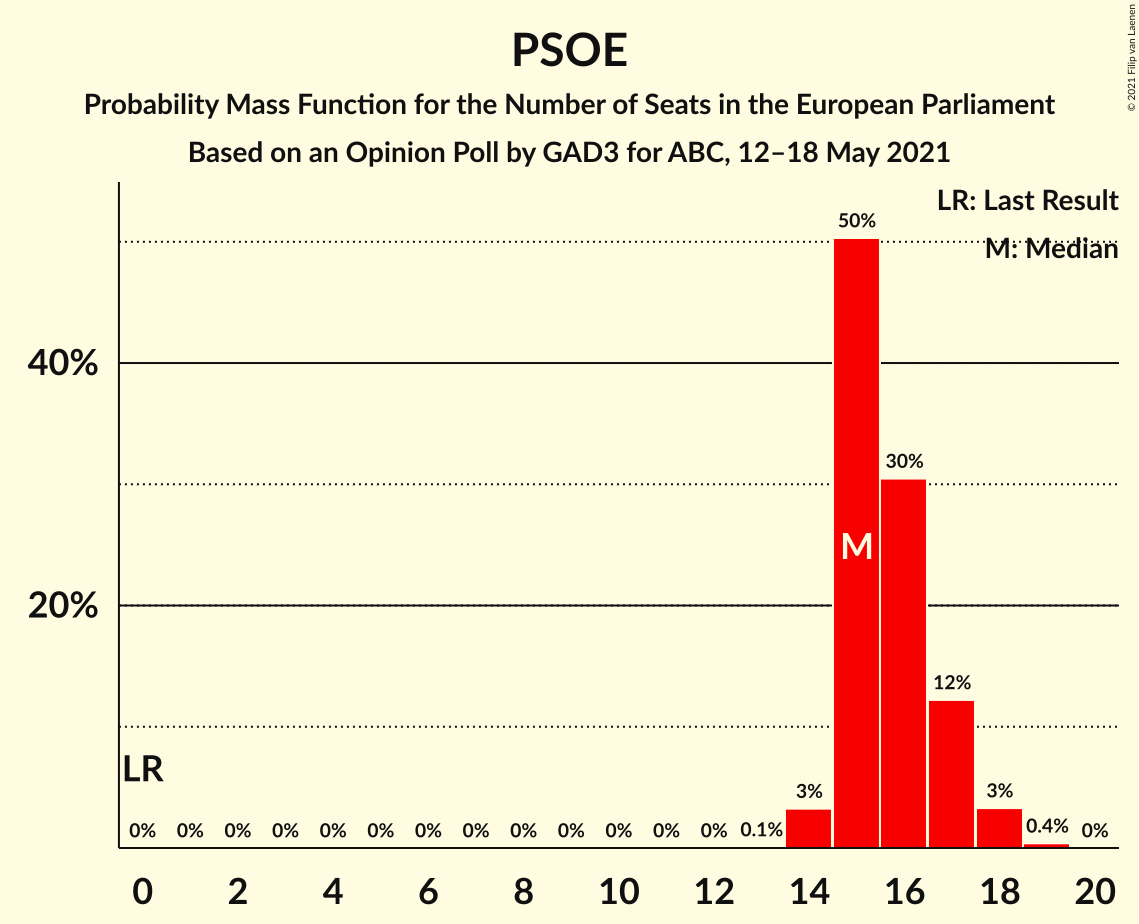 PSOE
Probability Mass Function for the Number of Seats in the European Parliament
Based on an Opinion Poll by GAD3 for ABC, 12–18 May 2021
© 2021 Filip van Laenen
LR: Last Result
M: Median
50%
40%
30%
M
20%
12%
LR
3%
3%
0% 0% 0% 0% 0% 0% 0% 0% 0% 0% 0% 0% 0% 0.1% 0.4% 0%
0 2 4 6 8 10 12 14 16 18 20